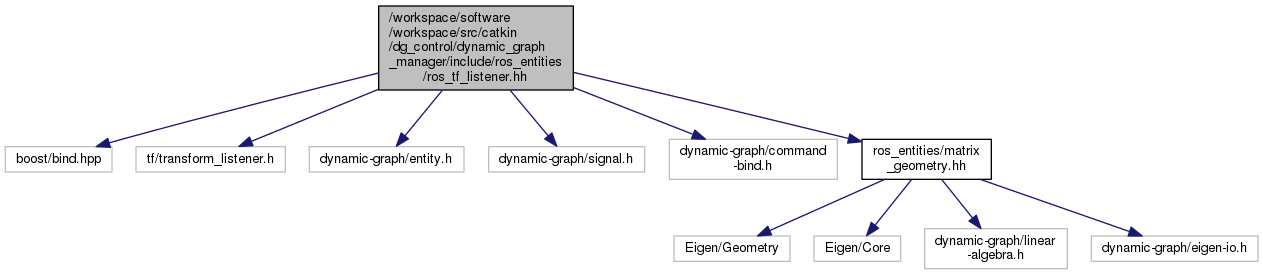 /workspace/software
/workspace/src/catkin
/dg_control/dynamic_graph
_manager/include/ros_entities
/ros_tf_listener.hh
boost/bind.hpp
tf/transform_listener.h
dynamic-graph/entity.h
dynamic-graph/signal.h
dynamic-graph/command
-bind.h
ros_entities/matrix
_geometry.hh
Eigen/Geometry
Eigen/Core
dynamic-graph/linear
-algebra.h
dynamic-graph/eigen-io.h